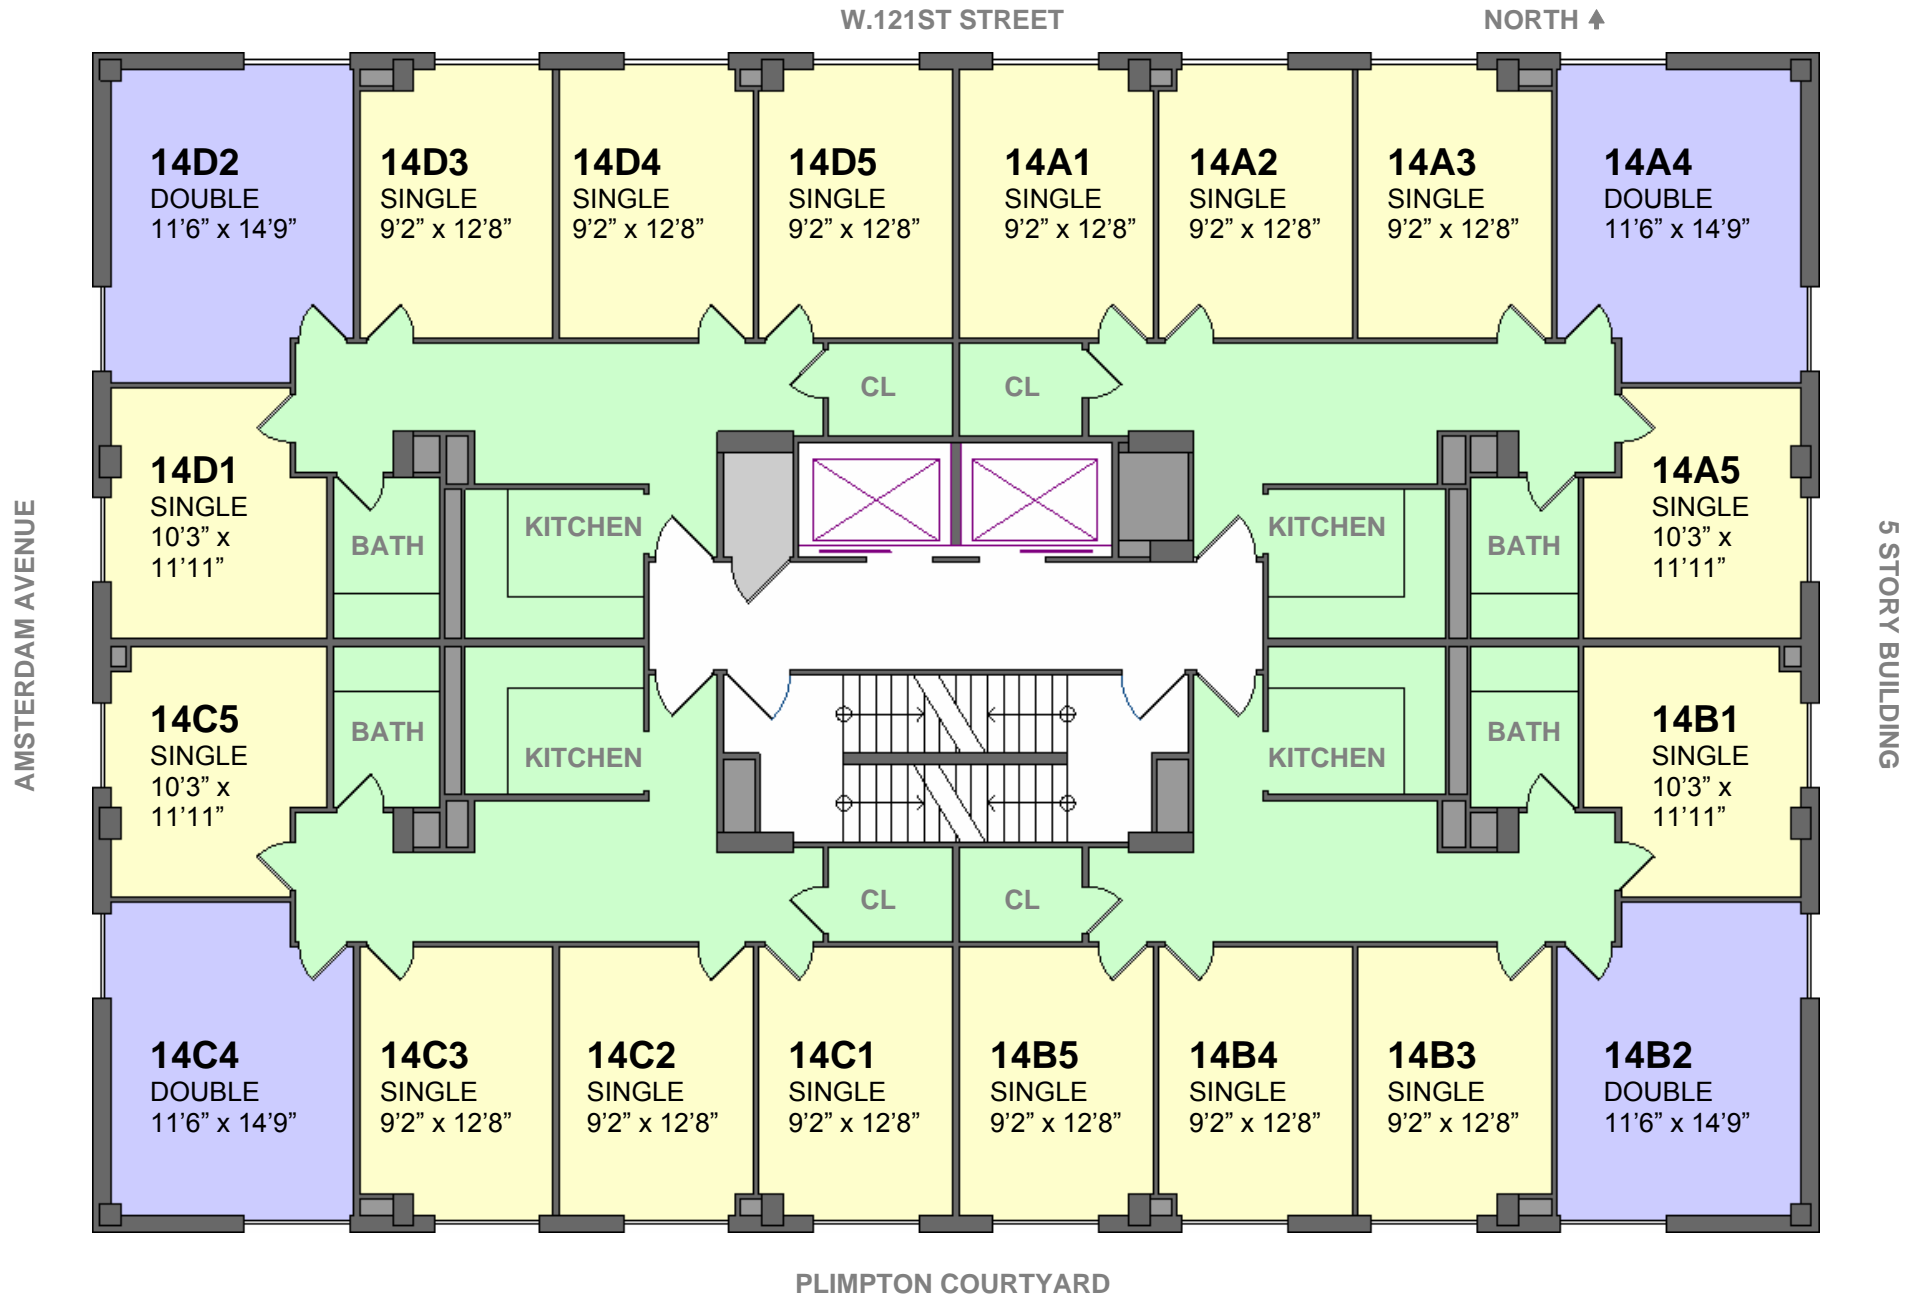 W.121ST STREET
NORTH
14D2
DOUBLE
11’6” x 14’9”
14D3
SINGLE
9’2” x 12’8”
14D4
SINGLE
9’2” x 12’8”
14D5
SINGLE
9’2” x 12’8”
14A1
SINGLE
9’2” x 12’8”
14A2
SINGLE
9’2” x 12’8”
14A3
SINGLE
9’2” x 12’8”
14A4
DOUBLE
11’6” x 14’9”
CL
CL
14D1
SINGLE
10’3” x
11’11”
BATH
KITCHEN
KITCHEN
BATH
14A5
SINGLE
10’3” x
11’11”
AMSTERDAM AVENUE
5 STORY BUILDING
14C5
SINGLE
10’3” x
11’11”
BATH
KITCHEN
KITCHEN
BATH
14B1
SINGLE
10’3” x
11’11”
CL
CL
14C4
DOUBLE
11’6” x 14’9”
14C3
SINGLE
9’2” x 12’8”
14C2
SINGLE
9’2” x 12’8”
14C1
SINGLE
9’2” x 12’8”
14B5
SINGLE
9’2” x 12’8”
14B4
SINGLE
9’2” x 12’8”
14B3
SINGLE
9’2” x 12’8”
14B2
DOUBLE
11’6” x 14’9”
PLIMPTON COURTYARD